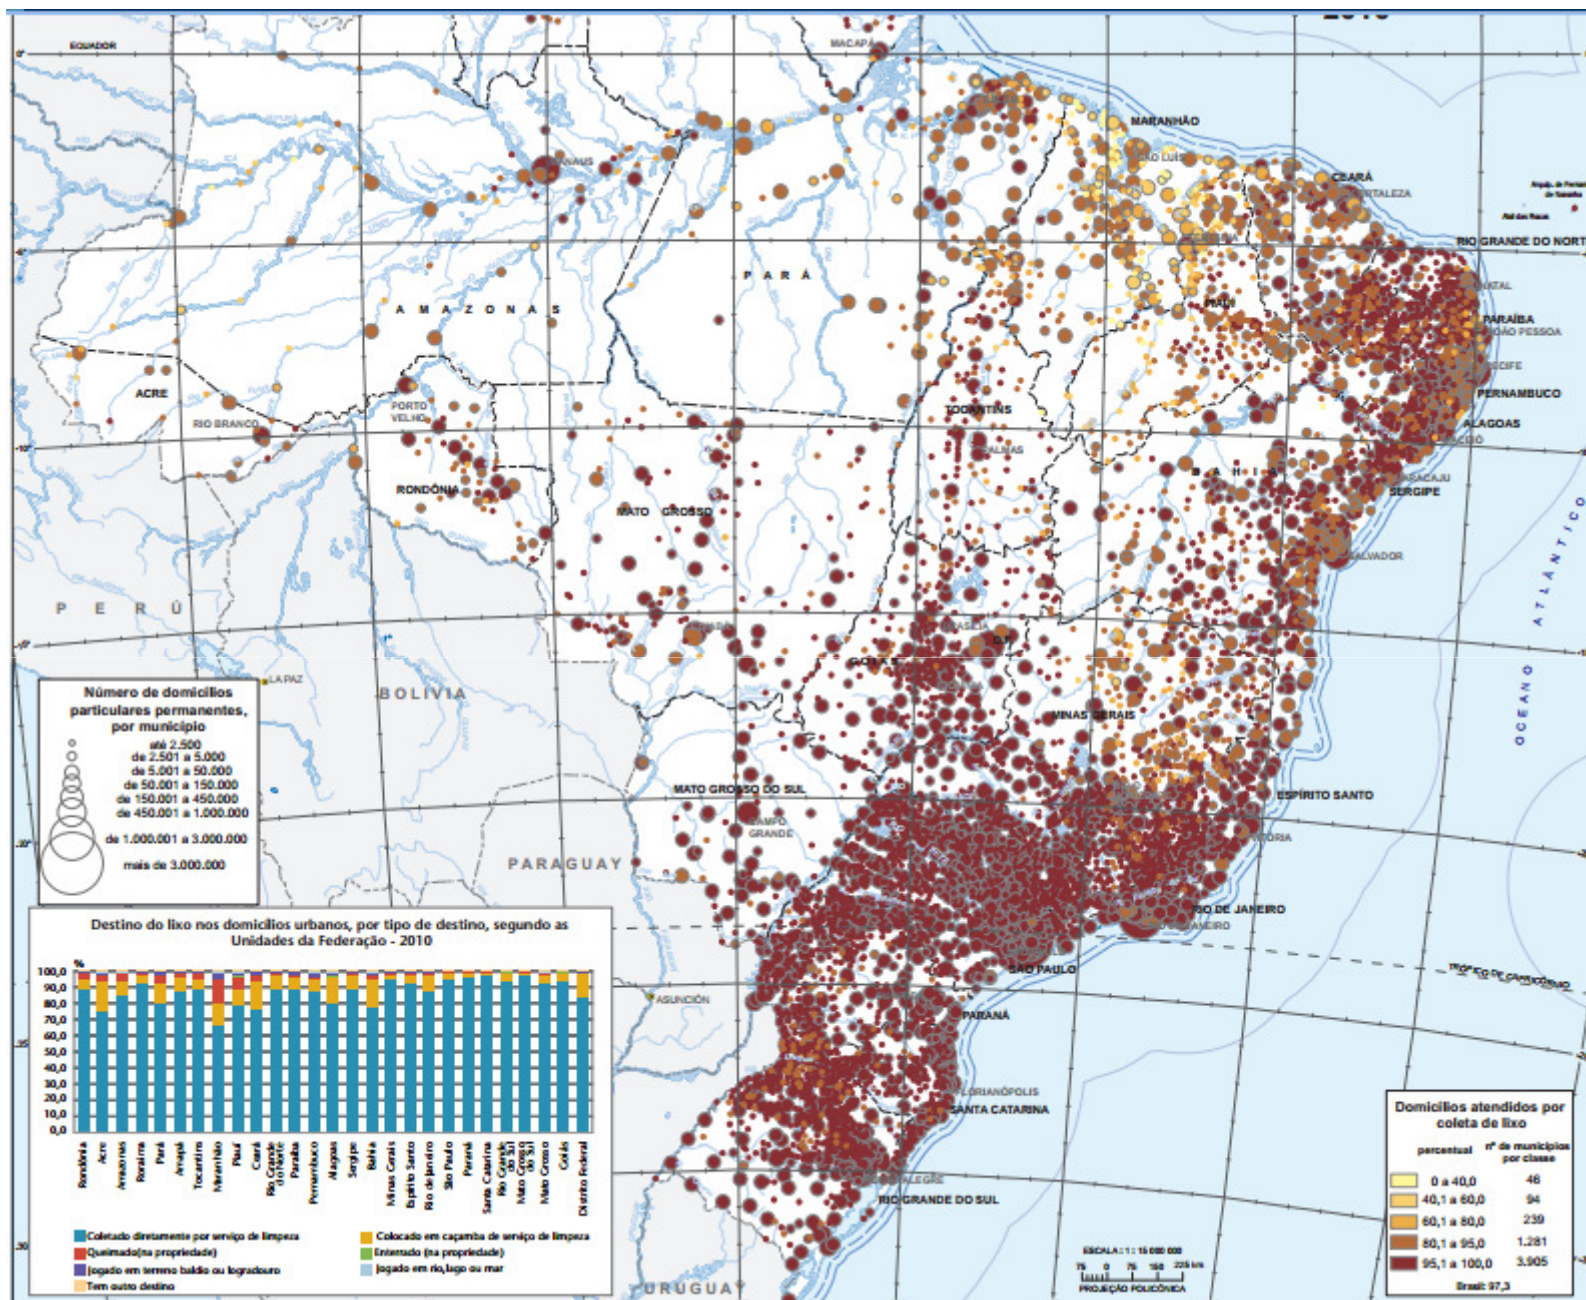 EQUADOR
MACAPÁ
MARANHÃO
SÃO LUÍS
MANAUS
CEARÁ
FORTALEZA
Atol das Rocas
RIO GRANDE DO NORT
NATAL
PARÁ
AMAZONAS
PIAUÍ
PARAÍBA
JOÃO PESSOA
RECIFE
ACRE
PORTO
VELHO
TOCANTINS
PERNAMBUCO
RIO BRANCO
ALAGOAS
MACEIÓ
PALMAS
BAHIA
ARACAJU
RONDÔNIA
SERGIPE
MATO GROSSO
SALVADOR
OCEANO ATLÂNTICO
PERÚ
BRASÍLIA
D.F.
GOIÁS
LA PAZ
BOLIVIA
MINAS GERAIS
Número de domicílios
particulares permanentes,
por município
até 2.500
de 2.501 a 5.000
de 5.001 a 50.000
de 50.001 a 150.000
de 150.001 a 450.000
de 450.001 a 1.000.000
de 1.000.001 a 3.000.000
mais de 3.000.000
MATO GROSSO DO SUL
ESPÍRITO SANTO
CAMPO
GRANDE
VITÓRIA
PARAGUAY
RIO DE JANEIRO
SÃO PAULO
TRÓPICO DE CAPRICÓRNIO
ASUNCIÓN
PARANÁ
FLORIANÓPOLIS
SANTA CATARINA
RIO GRANDE DO SUL
URUGUAY
Destino do lixo nos domicílios urbanos, por tipo de destino, segundo as
Unidades da Federação - 2010
%
100,0
90,0
80,0
70,0
60,0
50,0
40,0
30,0
20,0
10,0
0,0
Rondônia
Acre
Amazonas
Roraima
Pará
Amapá
Tocantins
Maranhão
Piauí
Ceará
Rio Grande
do Norte
Paraíba
Pernambuco
Alagoas
Sergipe
Bahia
Minas Gerais
Espírito Santo
Rio de Janeiro
São Paulo
Paraná
Santa Catarina
Rio Grande
do Sul
Mato Grosso
do Sul
Mato Grosso
Goiás
Distrito Federal
Coletado diretamente por serviço de limpeza
Colocado em caçamba de serviço de limpeza
Queimado(na propriedade)
Enterrado (na propriedade)
Jogado em terreno baldio ou logradouro
Jogado em rio,lago ou mar
Tem outro destino
ESCALA : 1 : 15 000 000
75 0 75 150 225 km
PROJEÇÃO POLICÔNICA
Domicílios atendidos por
coleta de lixo
percentual nº de municípios
por classe
0 a 40,0 46
40,1 a 60,0 94
60,1 a 80,0 239
80,1 a 95,0 1.281
95,1 a 100,0 3.905
Brasil: 97,3